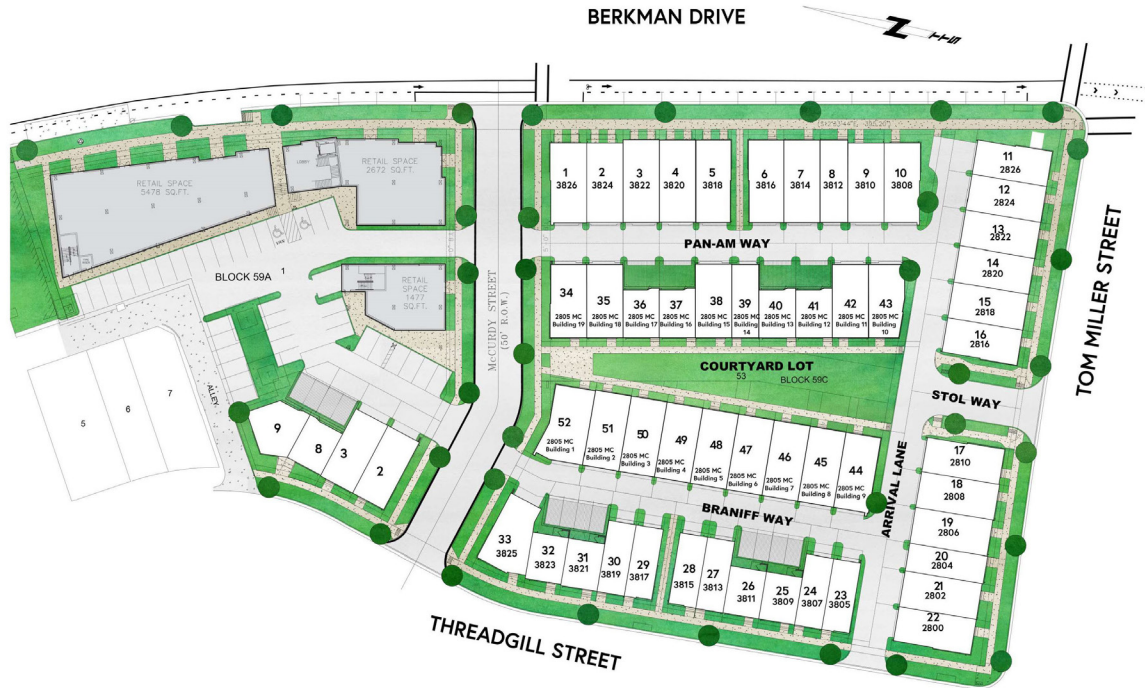 BERKMAN DRIVE
N
RETAIL SPACE
5478 SQ.FT.
LOBBY
RETAIL SPACE
2672 SQ.FT.
RETAIL
SPACE
1477
SQ.FT.
BLOCK 59A
1
VAN
McCURDY STREET
(50' R.O.W.)
ALLEY
5
6
7
9
8
3
2
1
3826
2
3824
3
3822
4
3820
5
3818
6
3816
7
3814
8
3812
9
3810
10
3808
11
2826
12
2824
13
2822
14
2820
15
2818
16
2816
PAN-AM WAY
34
2805 MC
Building 19
35
2805 MC
Building 18
36
2805 MC
Building 17
37
2805 MC
Building 16
38
2805 MC
Building 15
39
2805 MC
Building
14
40
2805 MC
Building 13
41
2805 MC
Building 12
42
2805 MC
Building 11
43
2805 MC
Building
10
COURTYARD LOT
53
BLOCK 59C
STOL WAY
TOM MILLER STREET
52
2805 MC
Building 1
51
2805 MC
Building 2
50
2805 MC
Building 3
49
2805 MC
Building 4
48
2805 MC
Building 5
47
2805 MC
Building 6
46
2805 MC
Building 7
45
2805 MC
Building 8
44
2805 MC
Building 9
BRANIFF WAY
ARRIVAL LANE
17
2810
18
2808
19
2806
20
2804
21
2802
22
2800
33
3825
32
3823
31
3821
30
3819
29
3817
28
3815
27
3813
26
3811
25
3809
24
3807
23
3805
THREADGILL STREET